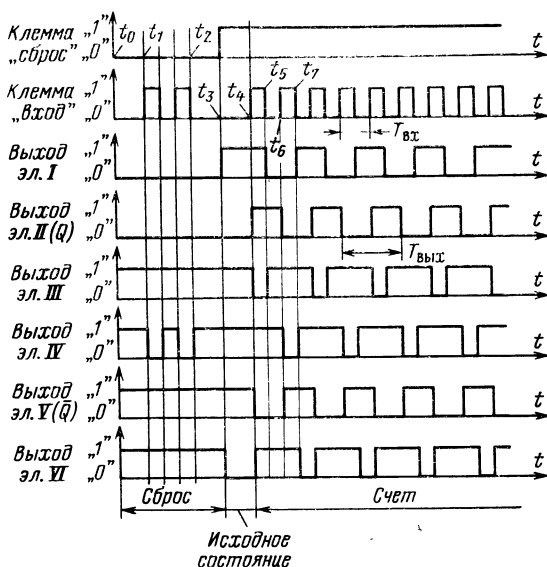 Клемма „1” t₀ t₁ t₂ t
„сброс” „0”
Клемма „1” t₃ t₄ t₅ t₇ t
„вход” „0” t₆ Tвх
Выход „1” t
эл. I „0”
Выход „1” t
эл. II (Q) „0” Tвых
Выход „1” t
эл. III „0”
Выход „1” t
эл. IV „0”
Выход „1” t
эл. V (Q̄) „0”
Выход „1” t
эл. VI „0”
Сброс Счет
Исходное
состояние